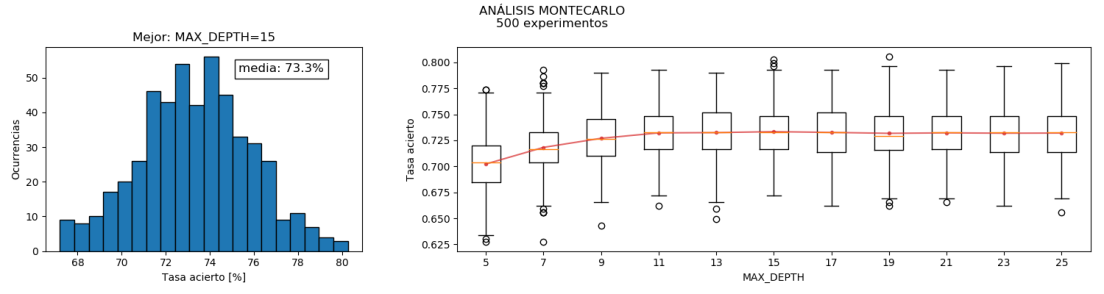 ANÁLISIS MONTECARLO
500 experimentos
Mejor: MAX_DEPTH=15
media: 73.3%
Ocurrencias
50
40
30
20
10
0
68 70 72 74 76 78 80
Tasa acierto [%]
Tasa acierto
0.800
0.775
0.750
0.725
0.700
0.675
0.650
0.625
5 7 9 11 13 15 17 19 21 23 25
MAX_DEPTH